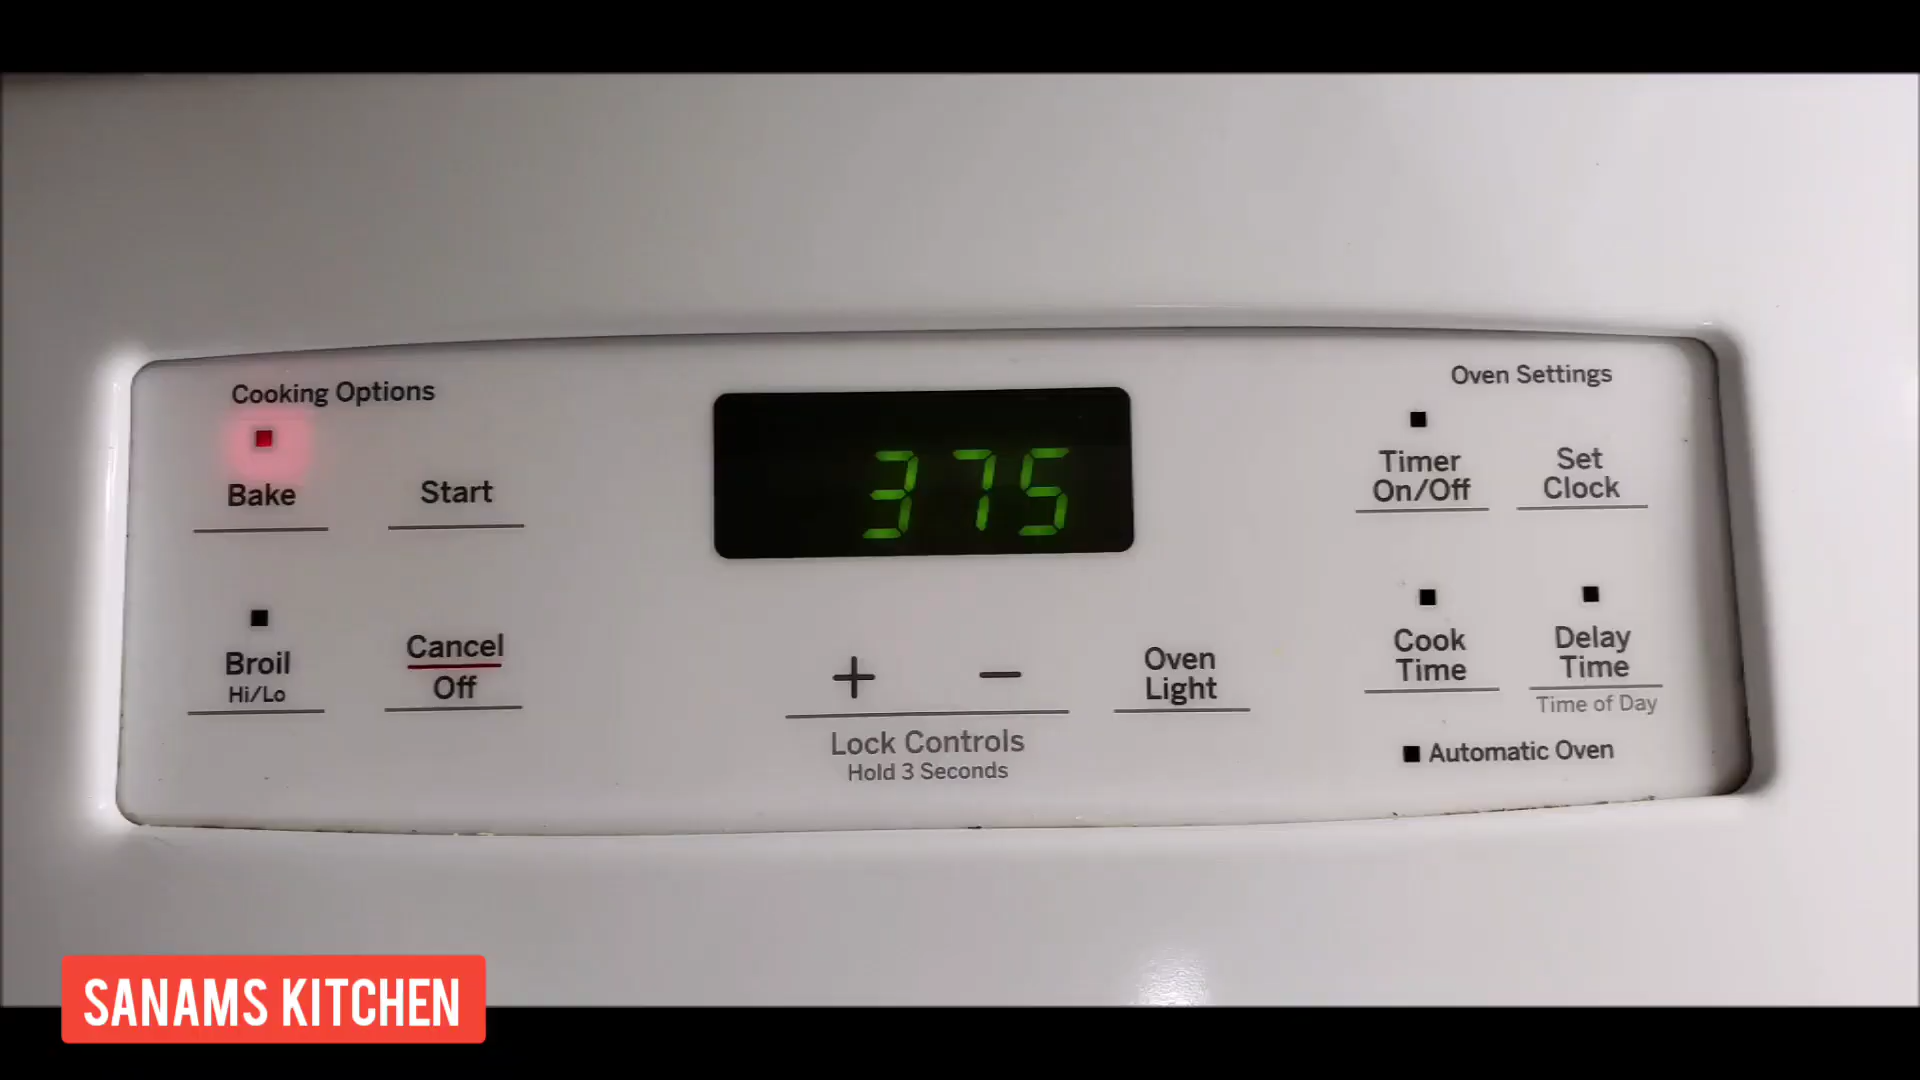 Cooking Options
Bake
Start
Broil
Hi/Lo
Cancel
Off
375
+ −
Lock Controls
Hold 3 Seconds
Oven
Light
Oven Settings
Timer
On/Off
Set
Clock
Cook
Time
Delay
Time
Time of Day
Automatic Oven
SANAMS KITCHEN